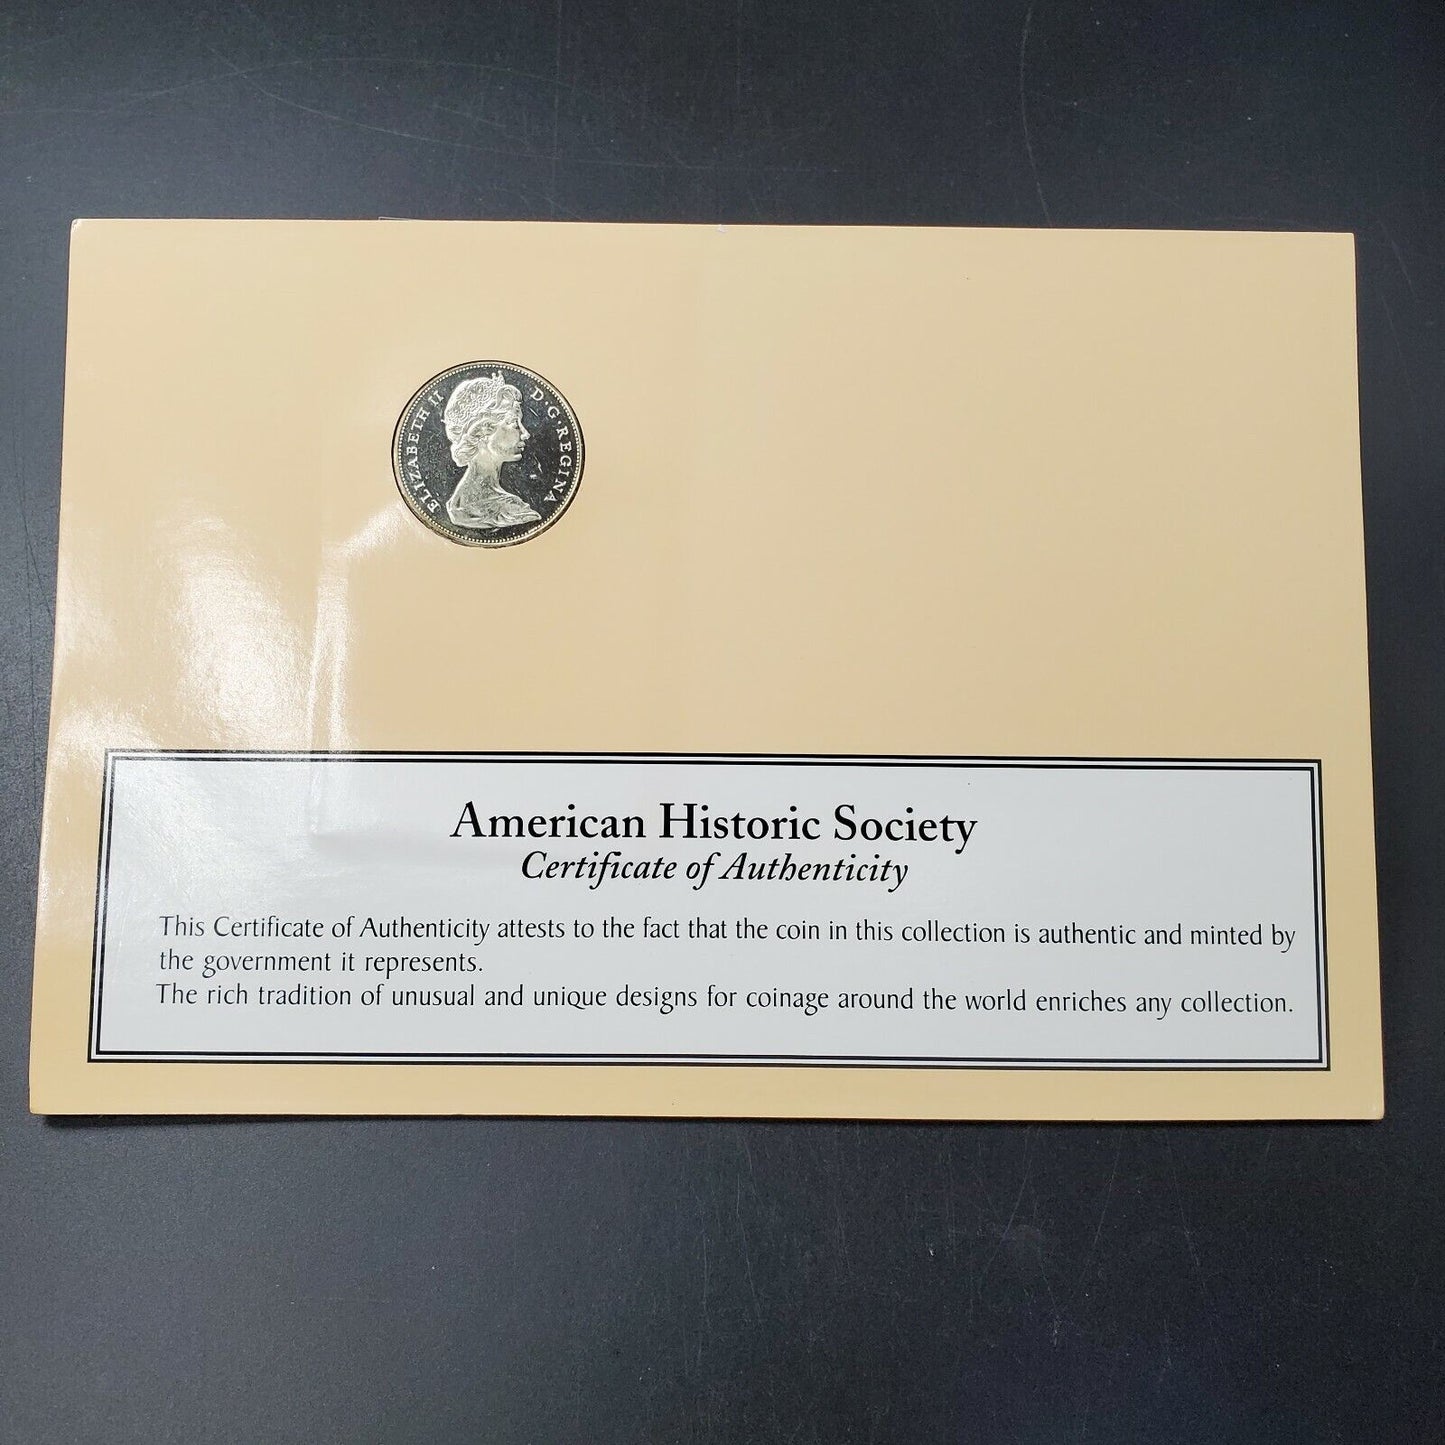 ELIZABETH II D·G·REGINA
American Historic Society
Certificate of Authenticity
This Certificate of Authenticity attests to the fact that the coin in this collection is authentic and minted by
the government it represents.
The rich tradition of unusual and unique designs for coinage around the world enriches any collection.